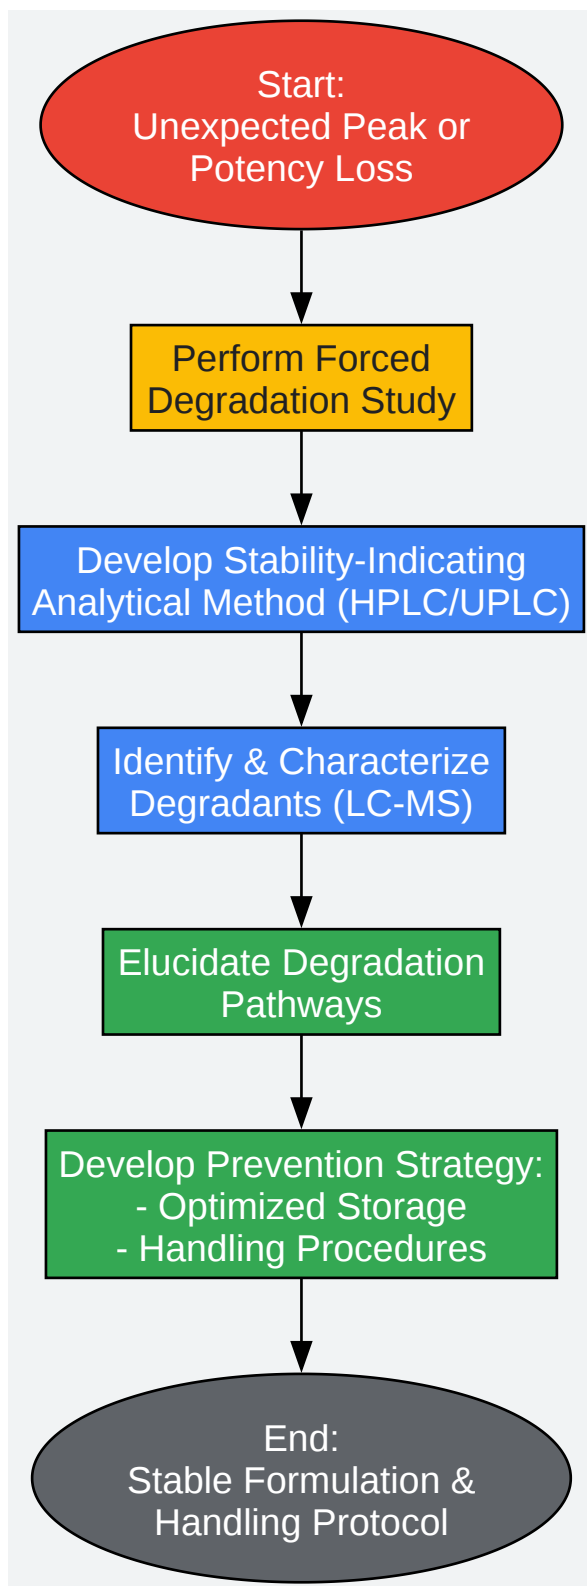 Start:
Unexpected Peak or
Potency Loss
Perform Forced
Degradation Study
Develop Stability-Indicating
Analytical Method (HPLC/UPLC)
Identify & Characterize
Degradants (LC-MS)
Elucidate Degradation
Pathways
Develop Prevention Strategy:
- Optimized Storage
- Handling Procedures
End:
Stable Formulation &
Handling Protocol